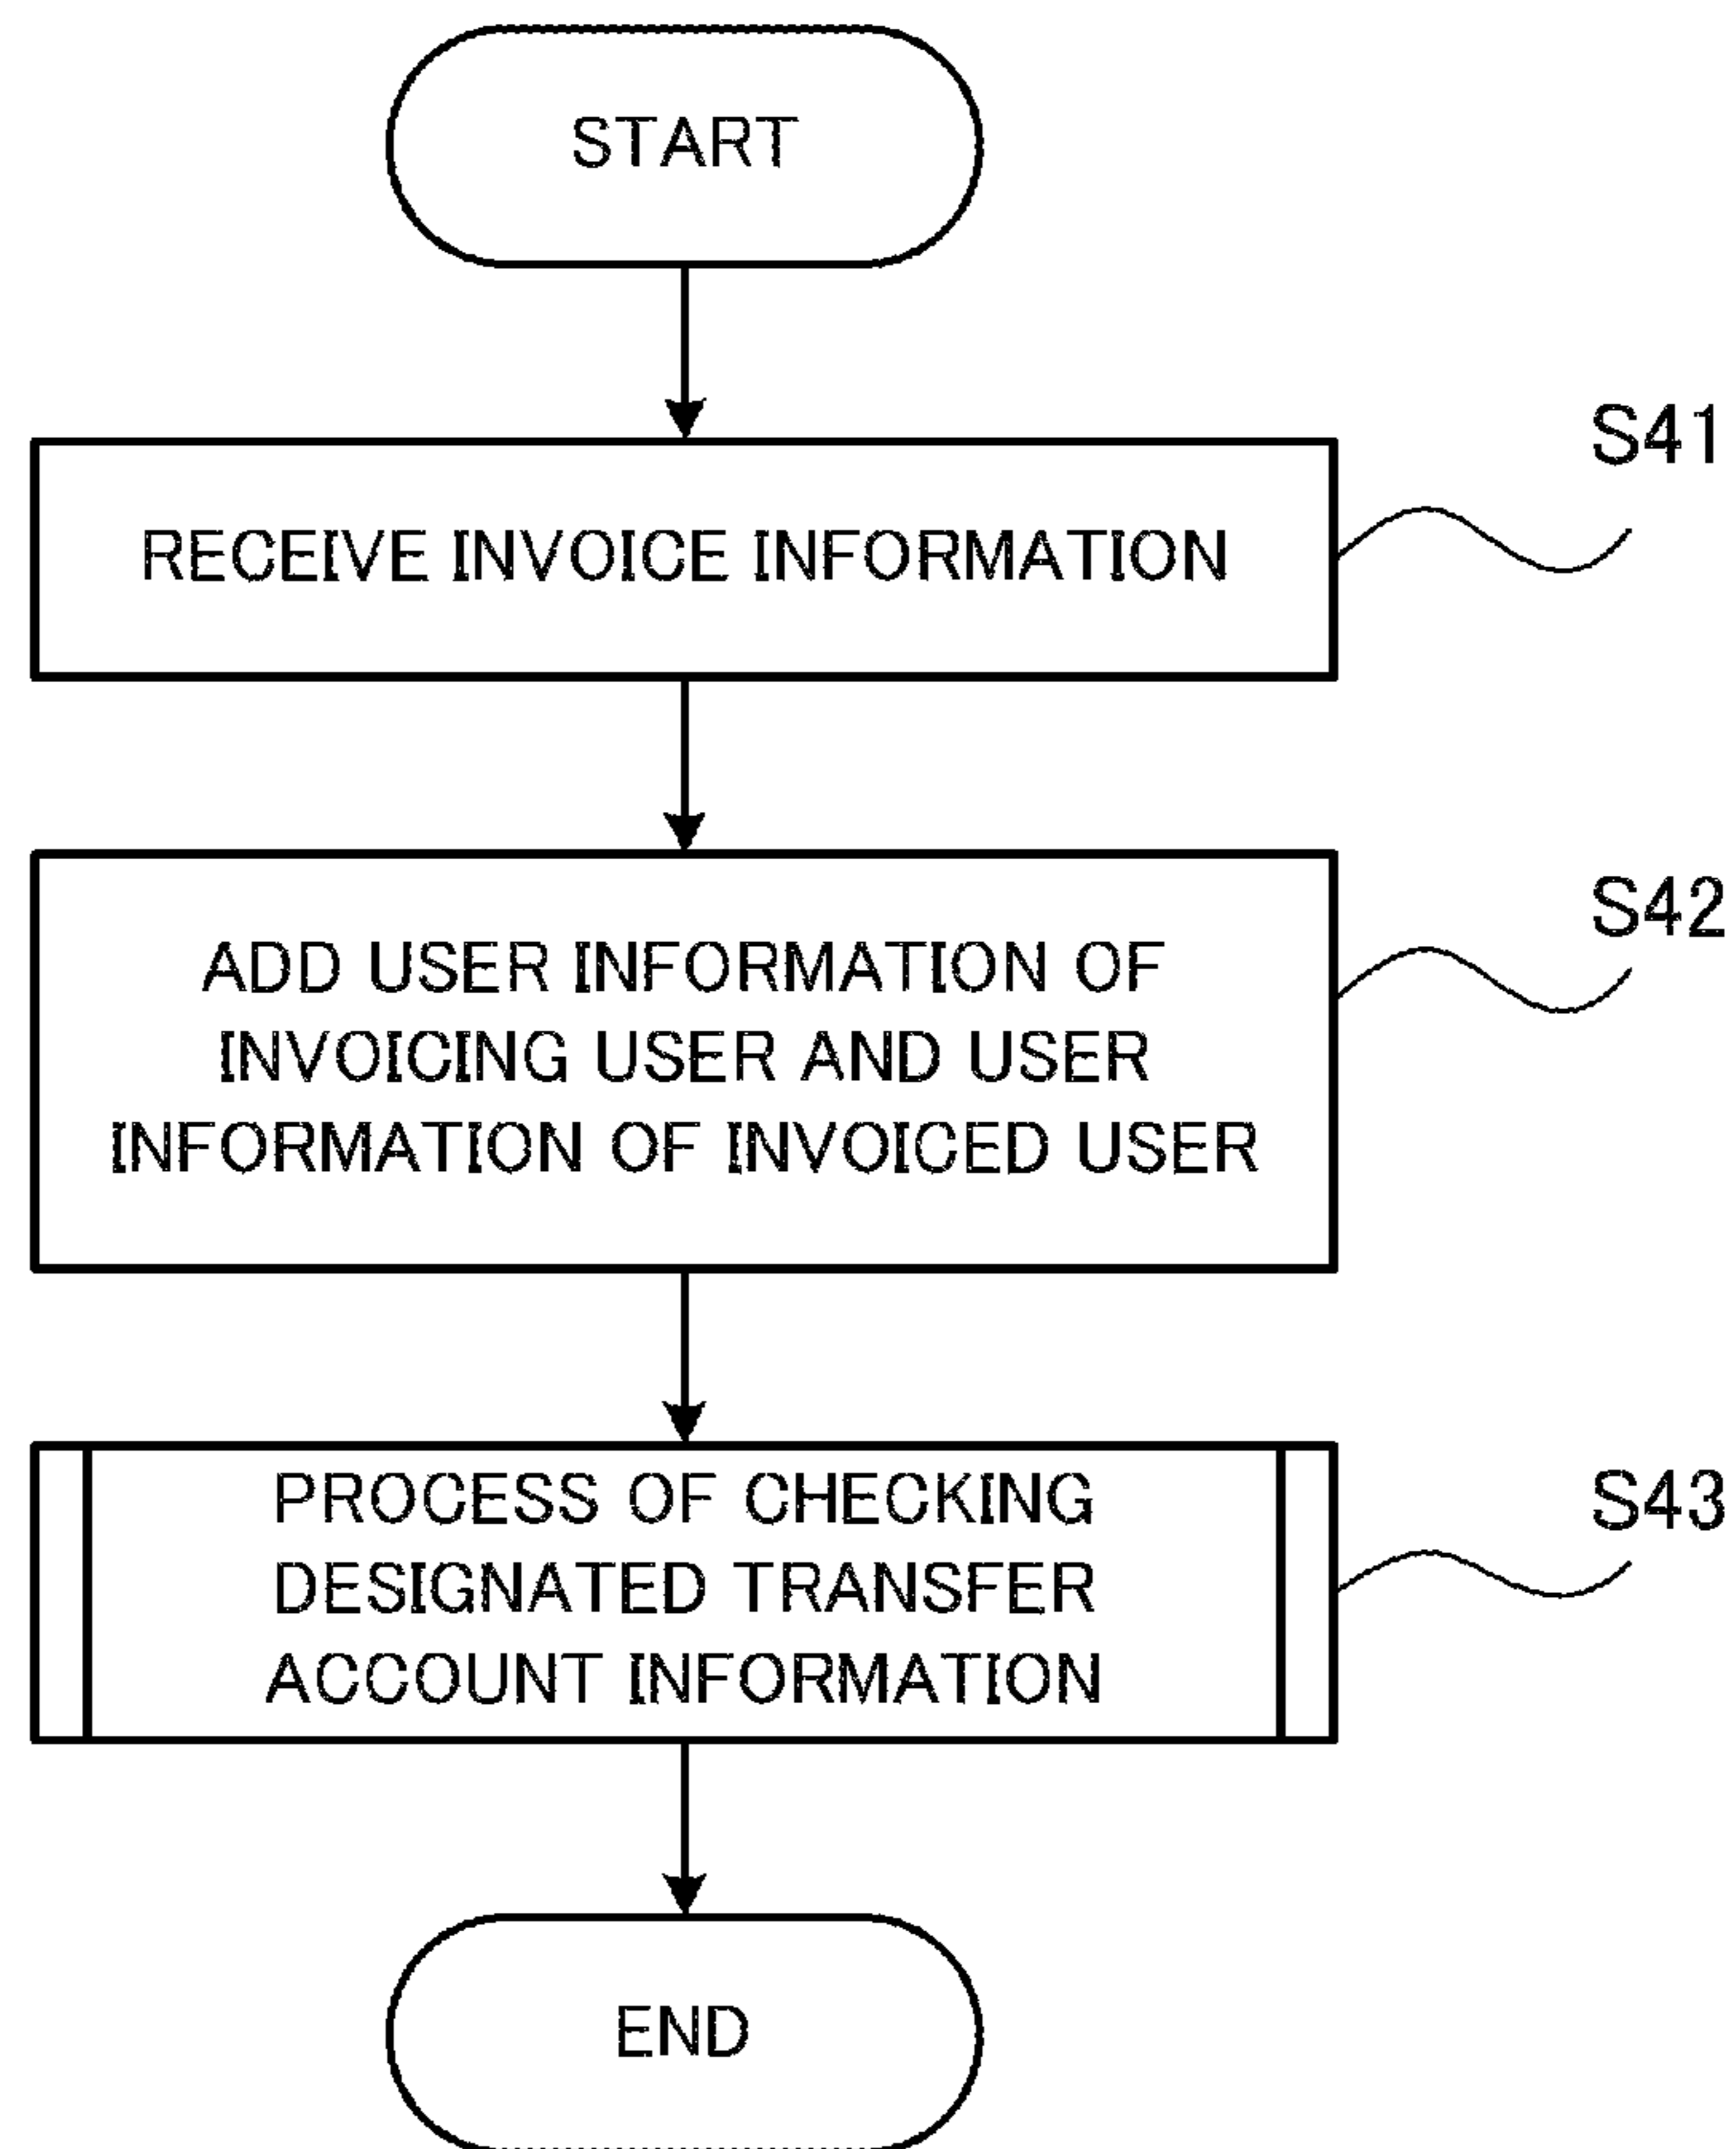 START
S41
RECEIVE INVOICE INFORMATION
S42
ADD USER INFORMATION OF
INVOICING USER AND USER
INFORMATION OF INVOICED USER
S43
PROCESS OF CHECKING
DESIGNATED TRANSFER
ACCOUNT INFORMATION
END